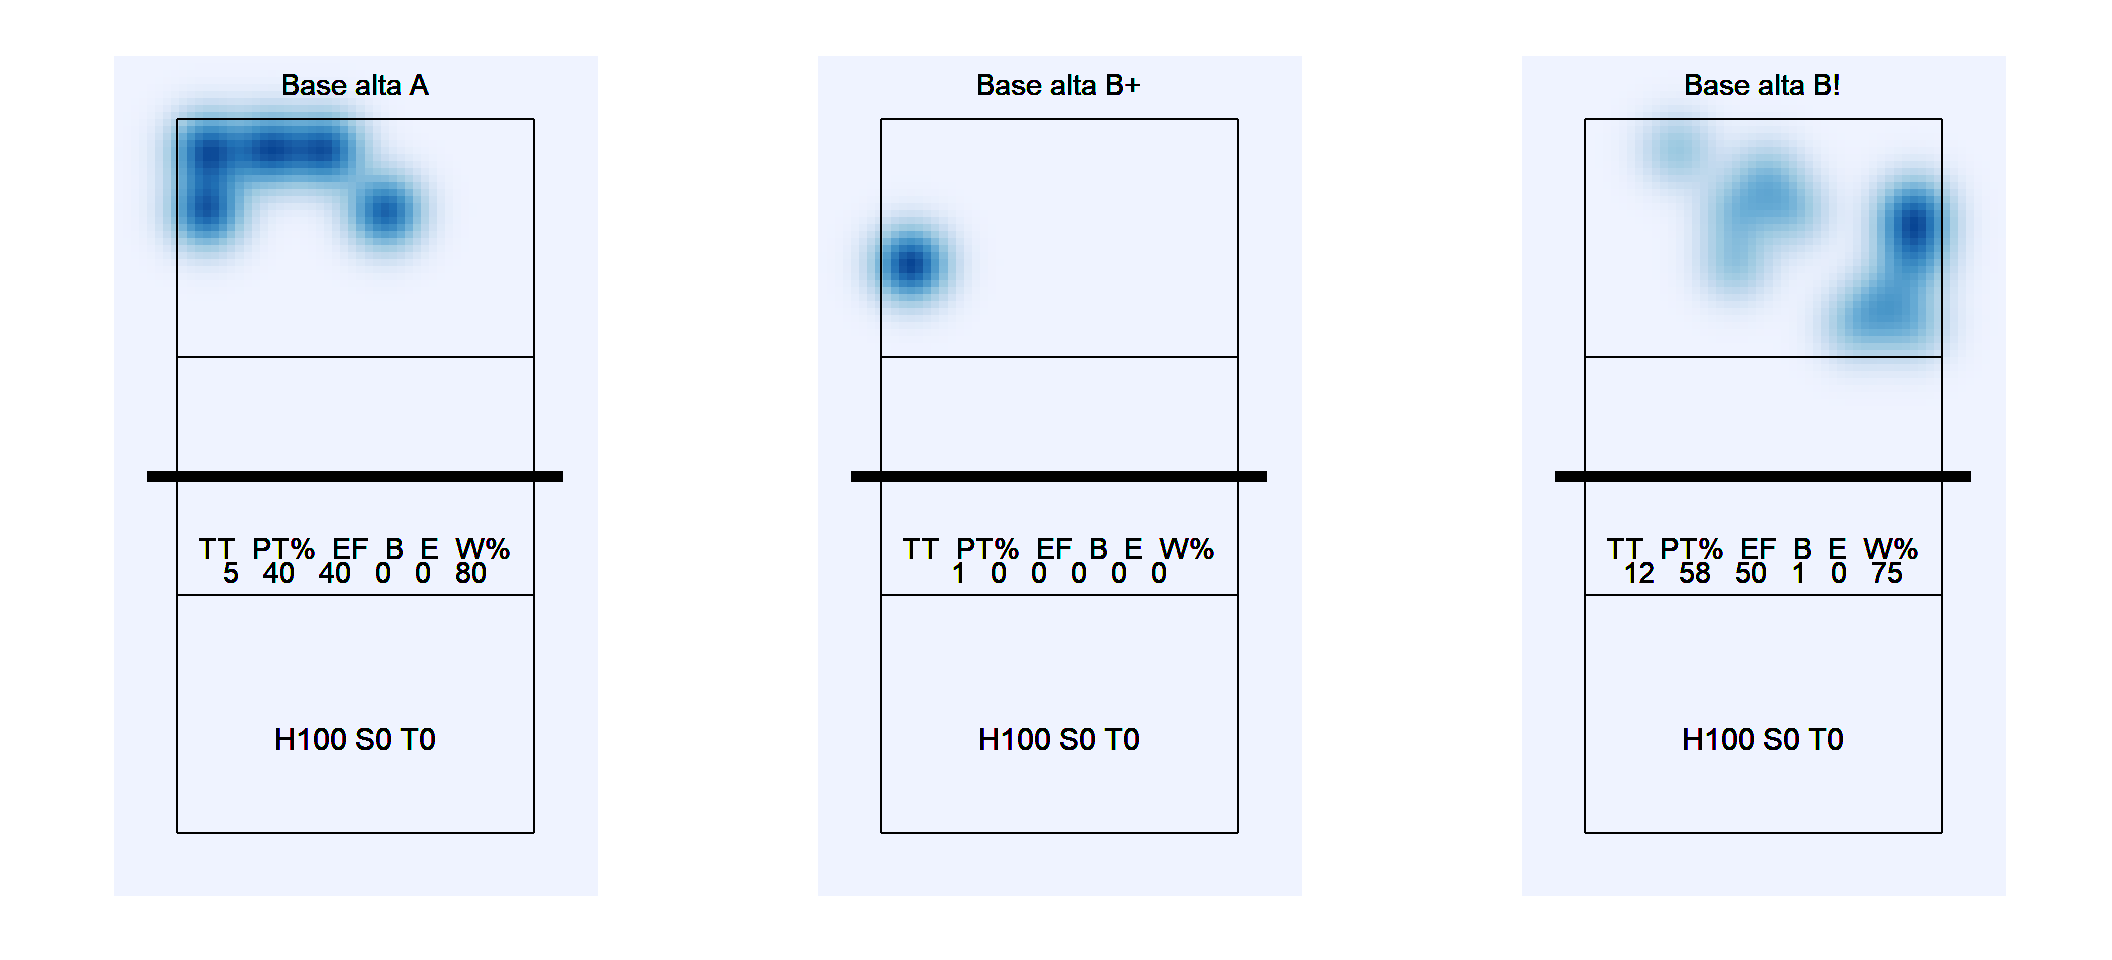 Base alta A
TT PT% EF B E W%
5 40 40 0 0 80
H100 S0 T0
Base alta B+
TT PT% EF B E W%
1 0 0 0 0 0
H100 S0 T0
Base alta B!
TT PT% EF B E W%
12 58 50 1 0 75
H100 S0 T0